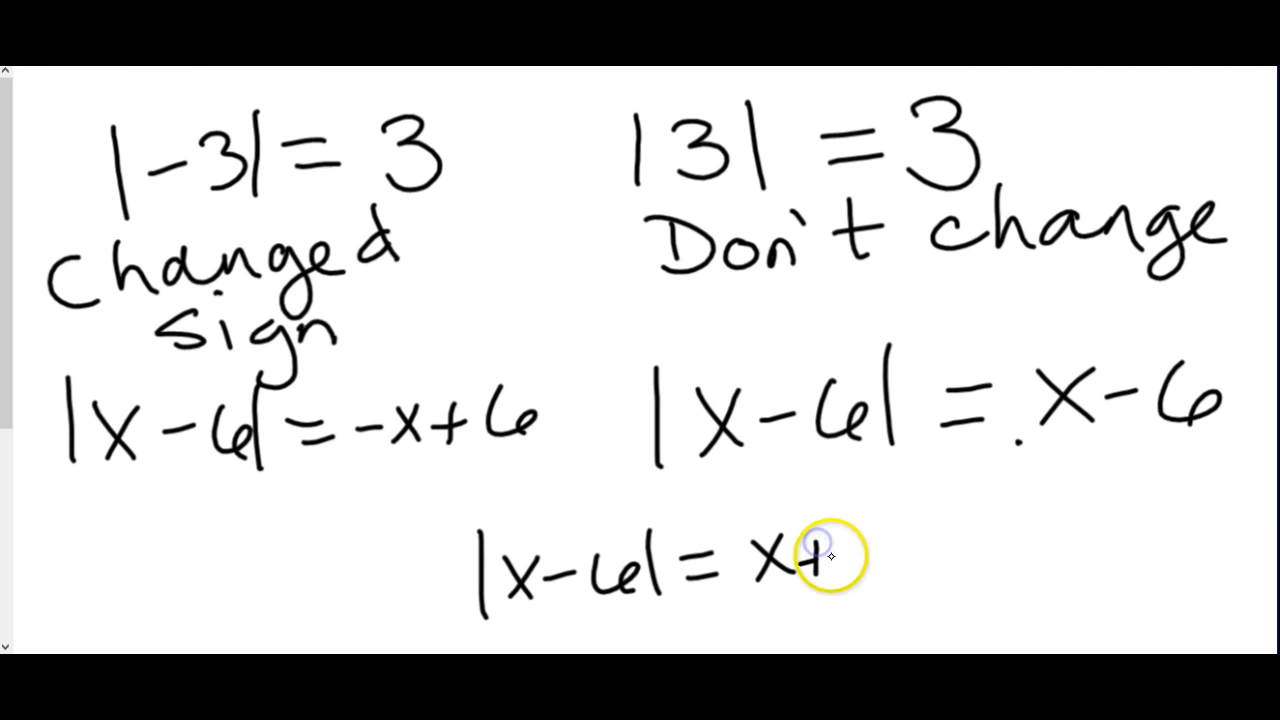 |-3| = 3
|3| = 3
changed
sign
Don't change
|x-6| = -x+6
|x-6| = x-6
|x-6| = x+